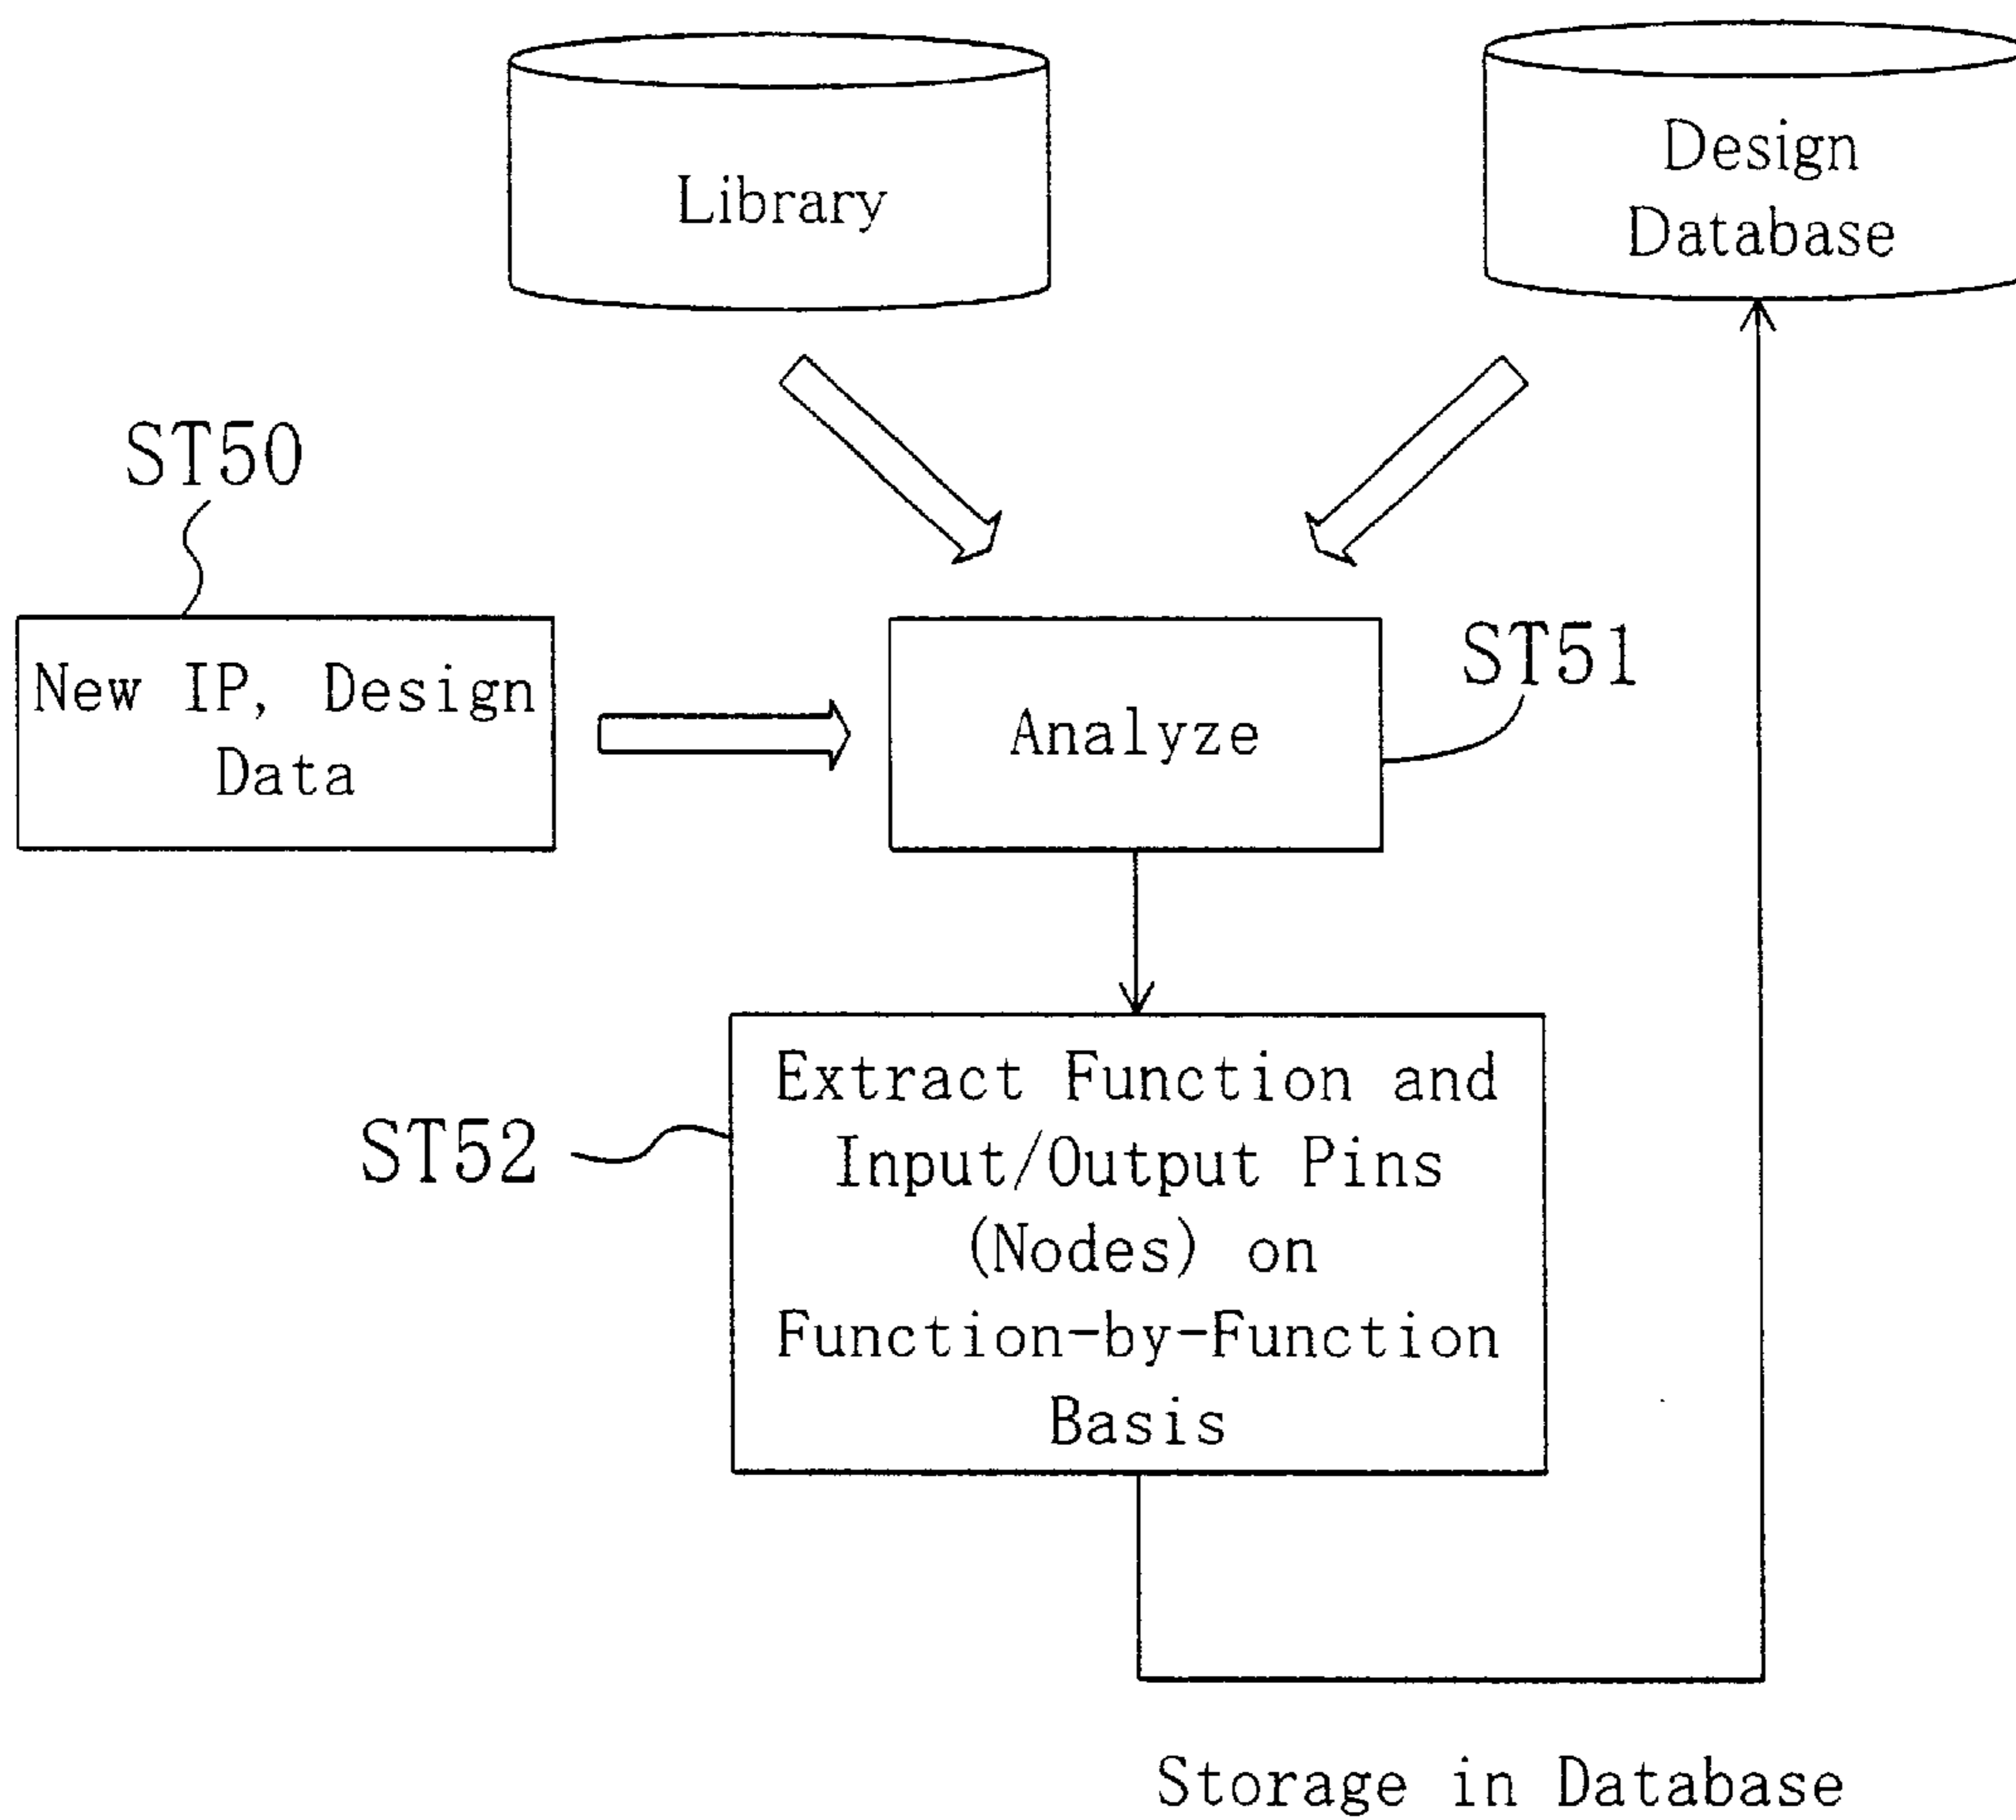 Library
Design
Database
ST50
New IP, Design
Data
Analyze
ST51
ST52
Extract Function and
Input/Output Pins
(Nodes) on
Function-by-Function
Basis
Storage in Database